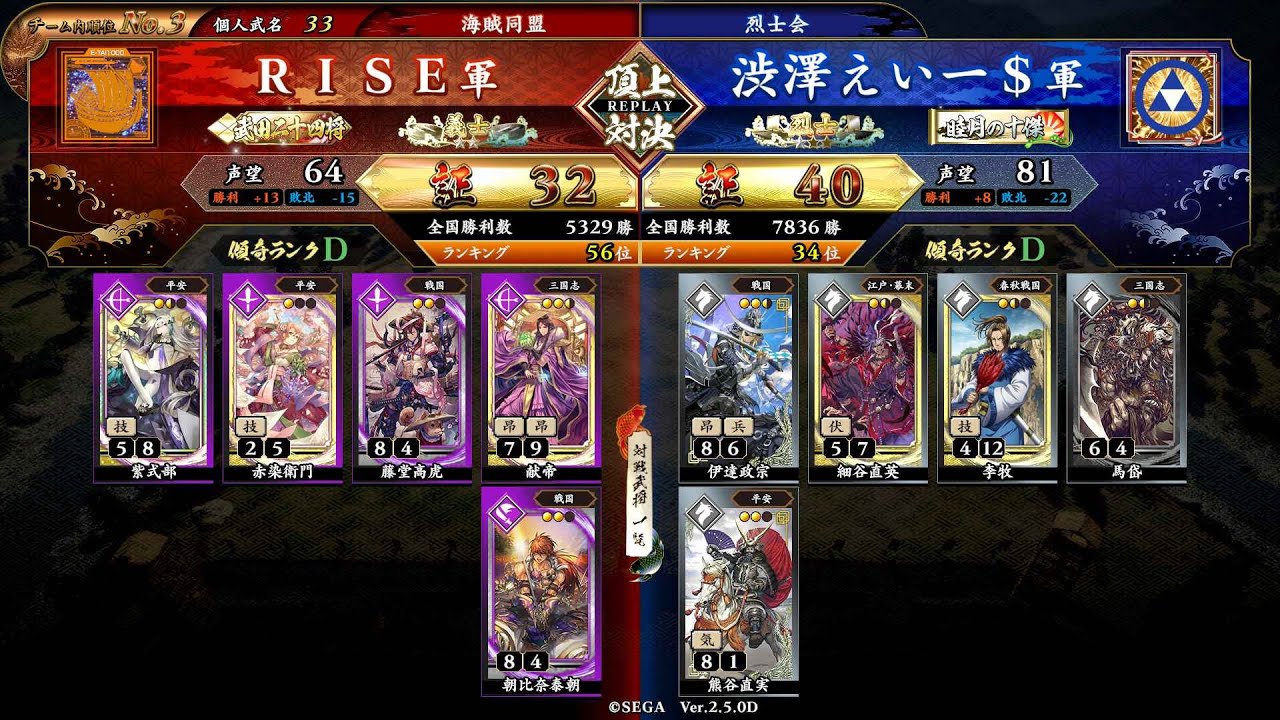 チーム内順位 No.3
個人武名 33
海賊同盟
烈士会
E-TAI1000
RISE軍
頂上
REPLAY
対決
渋澤えいー$軍
武田二十四将
義士
烈士
睦月の十傑
声望 64
勝利 +13 敗北 -15
証 32
証 40
声望 81
勝利 +8 敗北 -22
全国勝利数 5329勝
全国勝利数 7836勝
ランキング 56位
ランキング 34位
傾奇ランクD
傾奇ランクD
平安
技
5 8
紫式部
平安
技
2 5
赤染衛門
戦国
8 4
藤堂高虎
三国志
昂 昂
7 9
献帝
戦国
昂 兵
8 6
伊達政宗
江戸・幕末
伏
5 7
細谷直英
春秋戦国
技
4 12
李牧
三国志
6 4
馬岱
対戦武将一覧
戦国
8 4
朝比奈泰朝
平安
気
8 1
熊谷直実
©SEGA Ver.2.5.0D